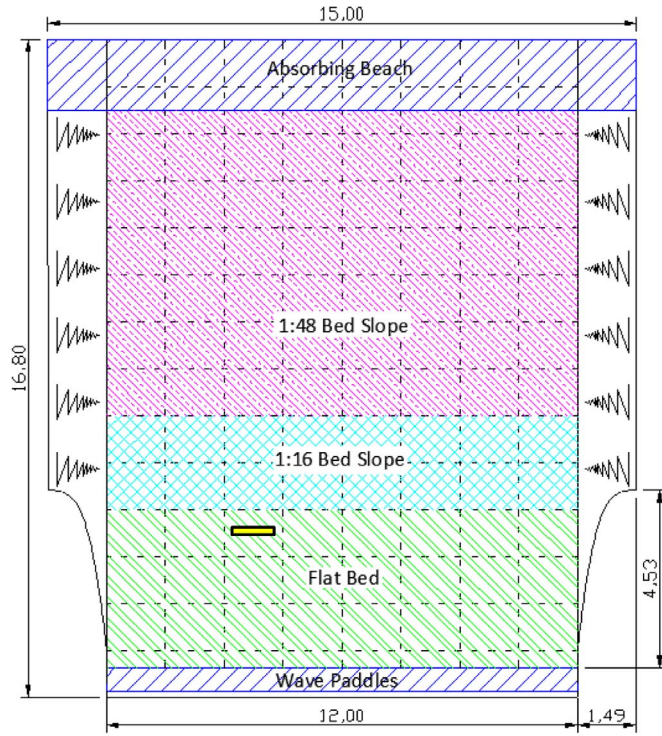 15,00
Absorbing Beach
1:48 Bed Slope
16,80
1:16 Bed Slope
Flat Bed
4,53
Wave Paddles
12,00
1,49